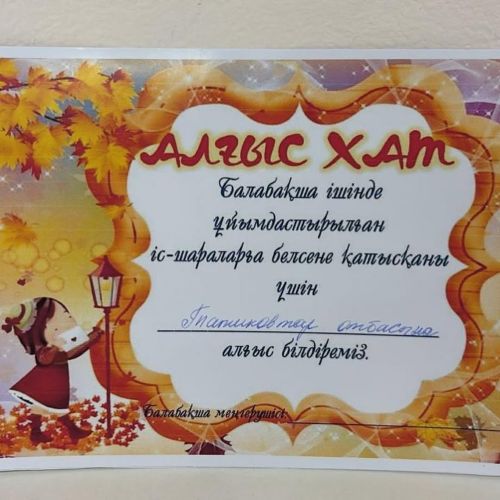 АЛҒЫС ХАТ
Балабақша ішінде
ұйымдастырылған
іс-шараларға белсене қатысқаны
үшін
отбасына
алғыс білдіреміз.
Балабақша меңгерушісі: